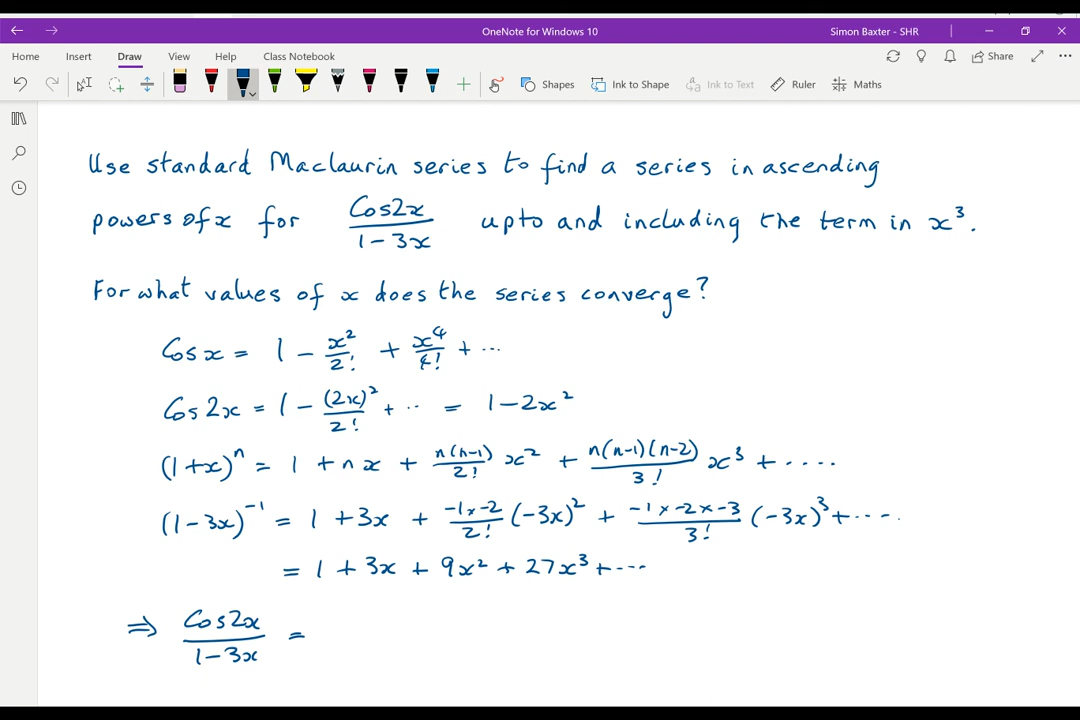 OneNote for Windows 10
Simon Baxter - SHR
Home Insert Draw View Help Class Notebook
Share
Shapes Ink to Shape Ink to Text Ruler Maths
Use standard Maclaurin series to find a series in ascending
powers of x for Cos2x/(1-3x) upto and including the term in x³.
For what values of x does the series converge?
Cos x = 1 - x²/2! + x⁴/4! + ...
Cos 2x = 1 - (2x)²/2! + .. = 1-2x²
(1+x)ⁿ = 1 + nx + n(n-1)/2! x² + n(n-1)(n-2)/3! x³ + ....
(1-3x)⁻¹ = 1 + 3x + -1x-2/2! (-3x)² + -1x-2x-3/3! (-3x)³ + ....
= 1 + 3x + 9x² + 27x³ + ...
⇒ Cos2x/(1-3x) =